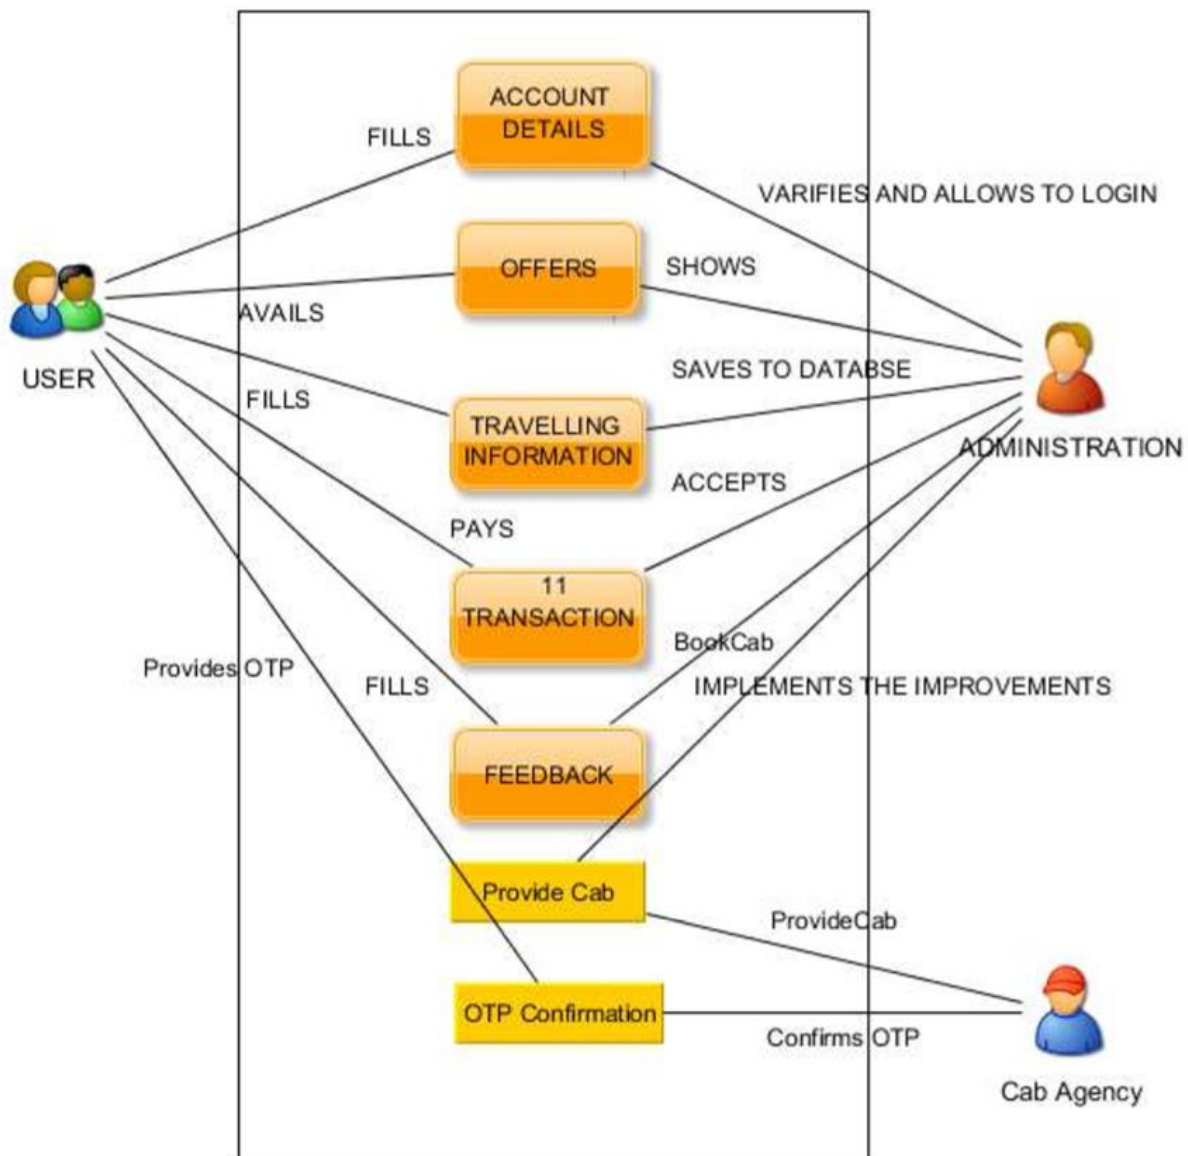 ACCOUNT
DETAILS
FILLS
VARIFIES AND ALLOWS TO LOGIN
OFFERS
SHOWS
AVAILS
USER
SAVES TO DATABSE
FILLS
TRAVELLING
INFORMATION
ADMINISTRATION
ACCEPTS
PAYS
11
TRANSACTION
BookCab
Provides OTP
FILLS
IMPLEMENTS THE IMPROVEMENTS
FEEDBACK
Provide Cab
ProvideCab
OTP Confirmation
Confirms OTP
Cab Agency